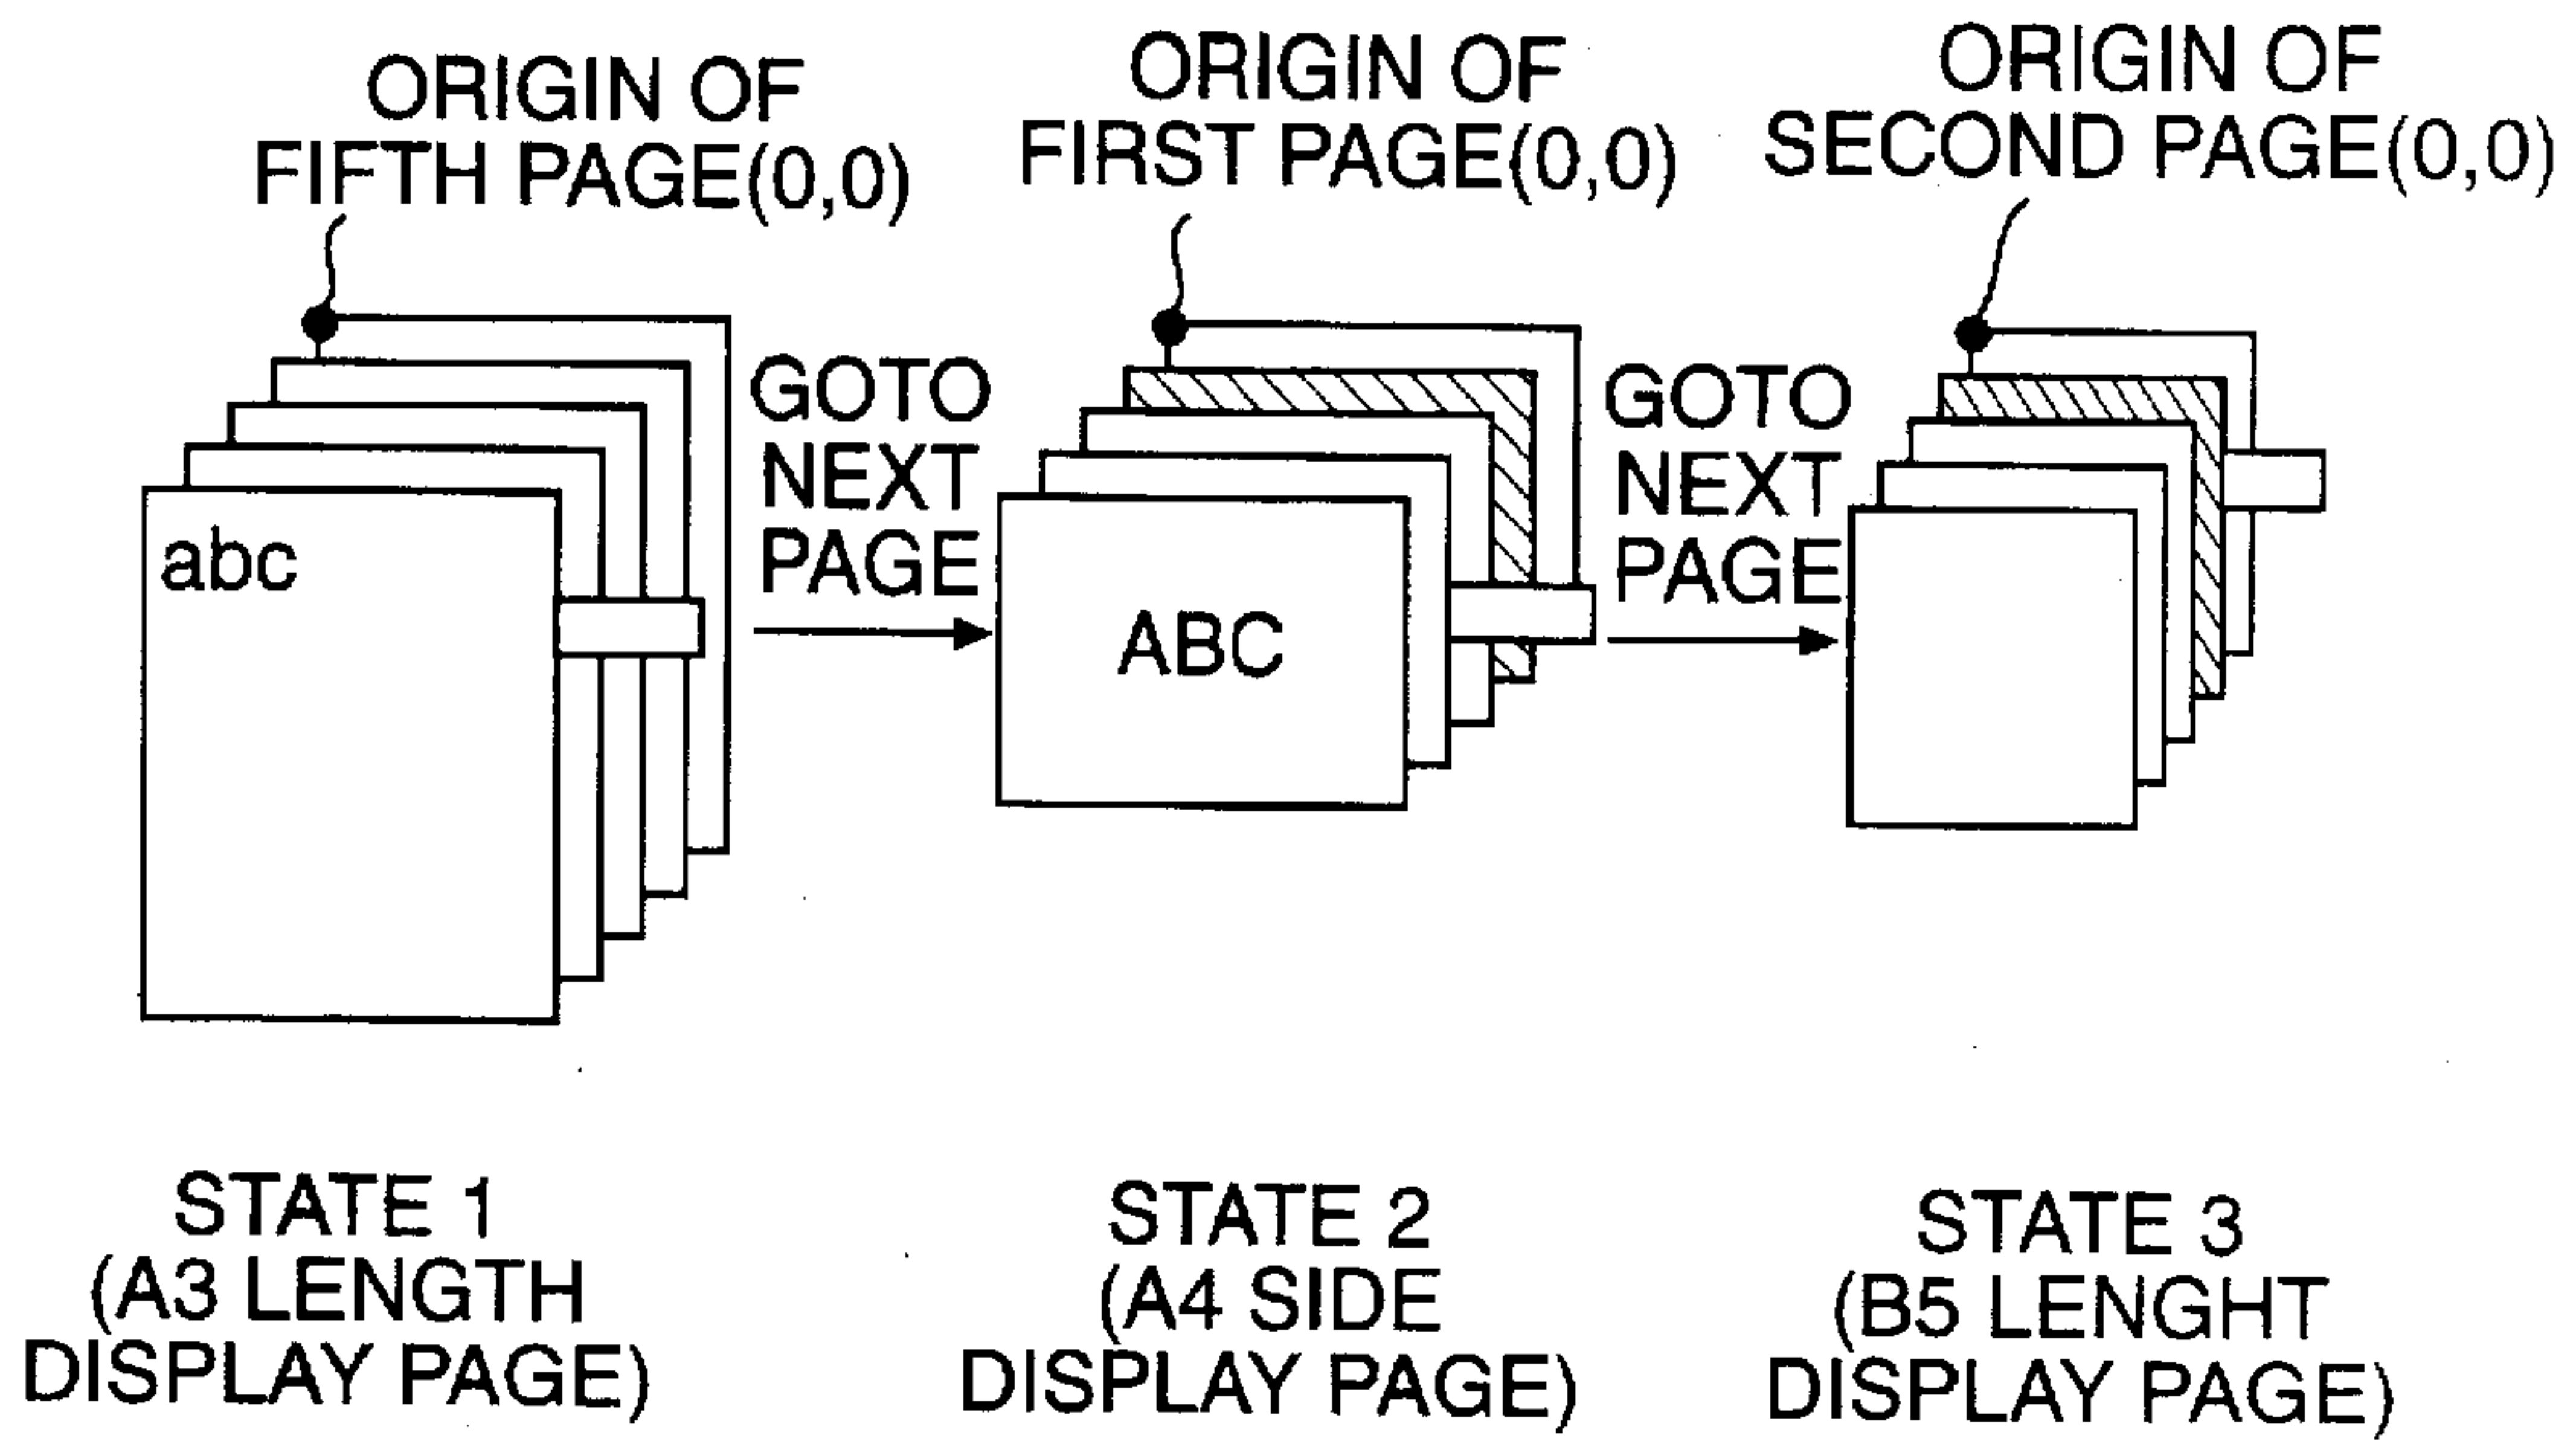 ORIGIN OF
FIFTH PAGE(0,0)
ORIGIN OF
FIRST PAGE(0,0)
ORIGIN OF
SECOND PAGE(0,0)
abc
GOTO
NEXT
PAGE
ABC
GOTO
NEXT
PAGE
STATE 1
(A3 LENGTH
DISPLAY PAGE)
STATE 2
(A4 SIDE
DISPLAY PAGE)
STATE 3
(B5 LENGHT
DISPLAY PAGE)